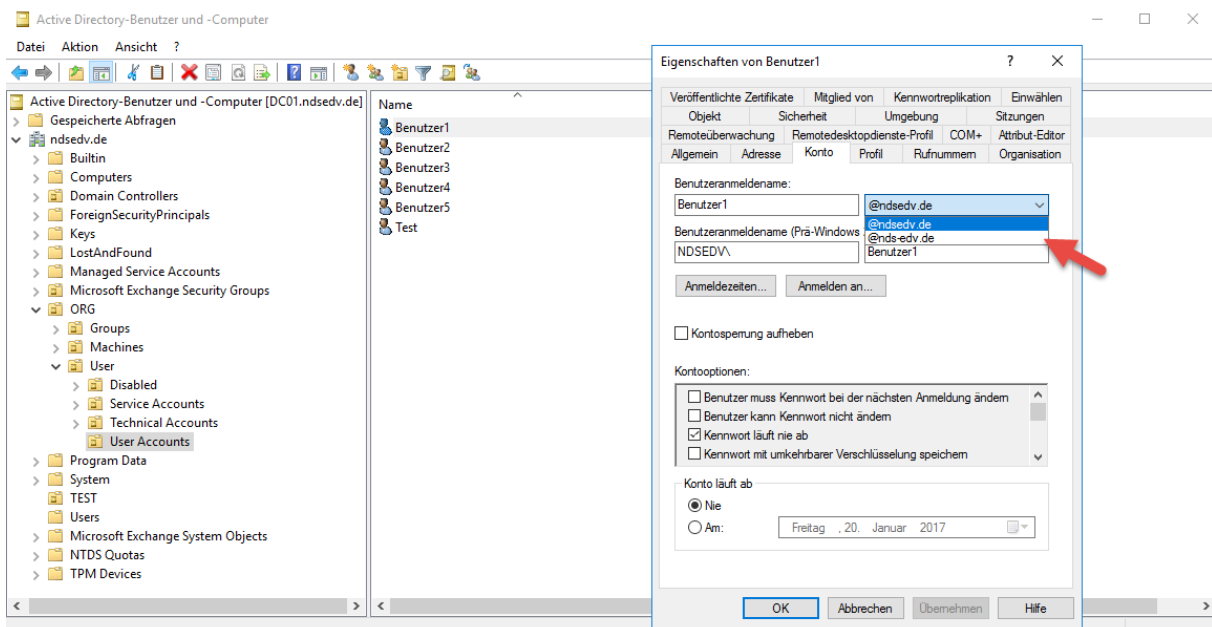 Active Directory-Benutzer und -Computer
Datei Aktion Ansicht ?
Active Directory-Benutzer und -Computer [DC01.ndsedv.de]
Gespeicherte Abfragen
ndsedv.de
Builtin
Computers
Domain Controllers
ForeignSecurityPrincipals
Keys
LostAndFound
Managed Service Accounts
Microsoft Exchange Security Groups
ORG
Groups
Machines
User
Disabled
Service Accounts
Technical Accounts
User Accounts
Program Data
System
TEST
Users
Microsoft Exchange System Objects
NTDS Quotas
TPM Devices
Name
Benutzer1
Benutzer2
Benutzer3
Benutzer4
Benutzer5
Test
Eigenschaften von Benutzer1 ?
Veröffentlichte Zertifikate Mitglied von Kennwortreplikation Einwählen
Objekt Sicherheit Umgebung Sitzungen
Remoteüberwachung Remotedesktopdienste-Profil COM+ Attribut-Editor
Allgemein Adresse Konto Profil Rufnummern Organisation
Benutzeranmeldename:
Benutzer1 @ndsedv.de
@ndsedv.de
@nds-edv.de
Benutzeranmeldename (Prä-Windows
NDSEDV\ Benutzer1
Anmeldezeiten... Anmelden an...
Kontosperrung aufheben
Kontooptionen:
Benutzer muss Kennwort bei der nächsten Anmeldung ändern
Benutzer kann Kennwort nicht ändern
Kennwort läuft nie ab
Kennwort mit umkehrbarer Verschlüsselung speichern
Konto läuft ab
Nie
Am: Freitag , 20. Januar 2017
OK Abbrechen Übernehmen Hilfe